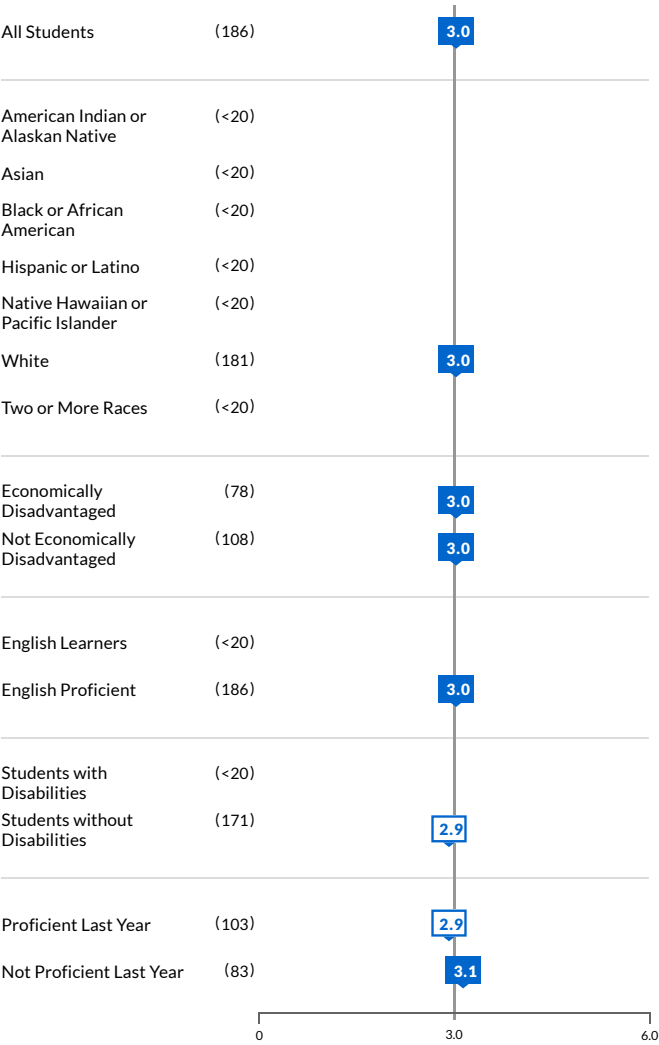 All Students (186) 3.0
American Indian or (<20)
Alaskan Native
Asian (<20)
Black or African (<20)
American
Hispanic or Latino (<20)
Native Hawaiian or (<20)
Pacific Islander
White (181) 3.0
Two or More Races (<20)
Economically (78) 3.0
Disadvantaged
Not Economically (108) 3.0
Disadvantaged
English Learners (<20)
English Proficient (186) 3.0
Students with (<20)
Disabilities
Students without (171) 2.9
Disabilities
Proficient Last Year (103) 2.9
Not Proficient Last Year (83) 3.1
0 3.0 6.0